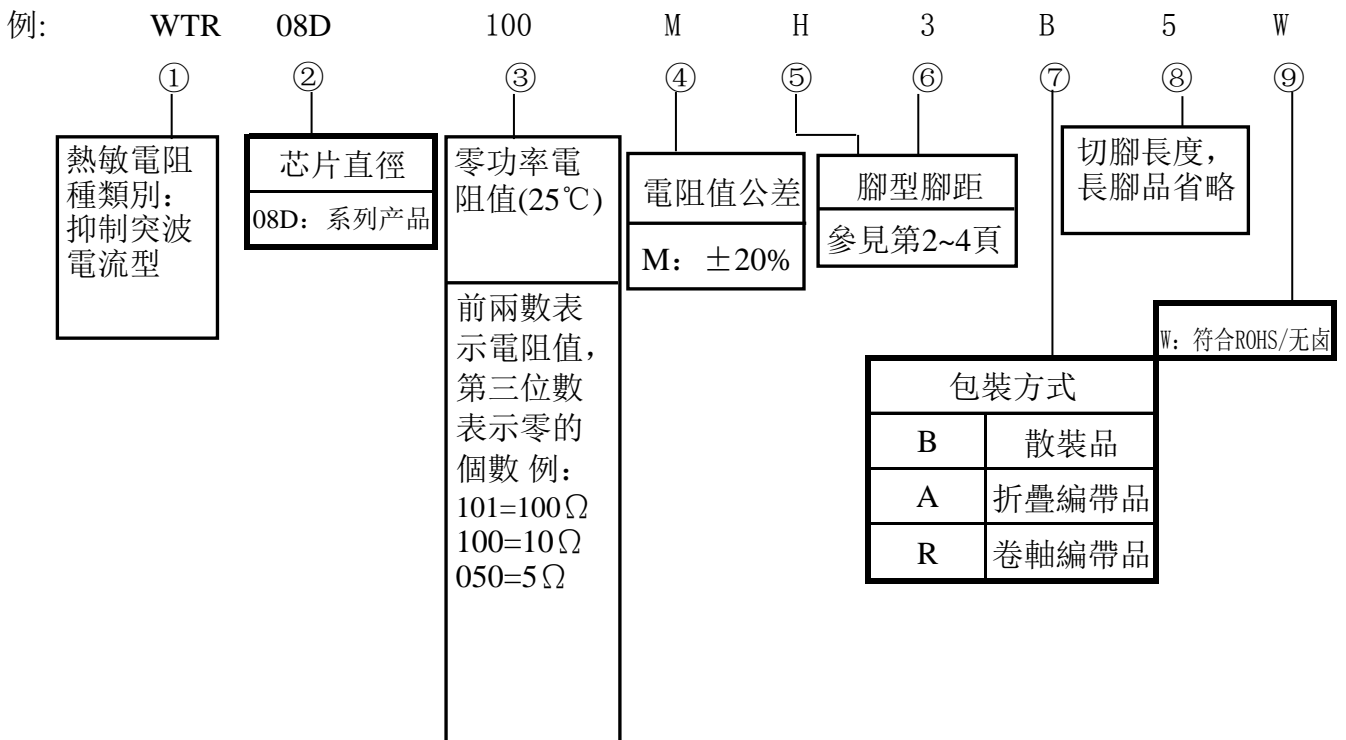 例: WTR 08D 100 M H 3 B 5 W
① ② ③ ④ ⑤ ⑥ ⑦ ⑧ ⑨
熱敏電阻
種類別：
抑制突波
電流型
芯片直徑
08D：系列产品
零功率電
阻值(25℃)
前兩數表
示電阻值，
第三位數
表示零的
個數 例：
101=100Ω
100=10Ω
050=5Ω
電阻值公差
M：±20%
腳型腳距
參見第2~4頁
包裝方式
B 散裝品
A 折疊編帶品
R 卷軸編帶品
切腳長度，
長腳品省略
W：符合ROHS/无卤